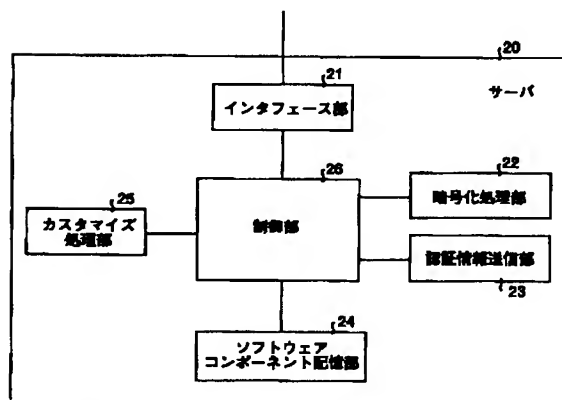 20
サーバ
21
インタフェース部
26
制御部
22
暗号化処理部
25
カスタマイズ
処理部
認証情報送信部
23
24
ソフトウェア
コンポーネント記憶部